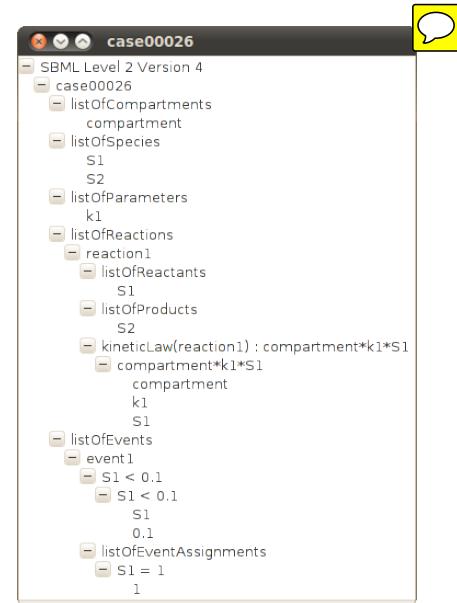 case00026
SBML Level 2 Version 4
case00026
listOfCompartments
compartment
listOfSpecies
S1
S2
listOfParameters
k1
listOfReactions
reaction1
listOfReactants
S1
listOfProducts
S2
kineticLaw(reaction1) : compartment*k1*S1
compartment*k1*S1
compartment
k1
S1
listOfEvents
event1
S1 < 0.1
S1 < 0.1
S1
0.1
listOfEventAssignments
S1 = 1
1